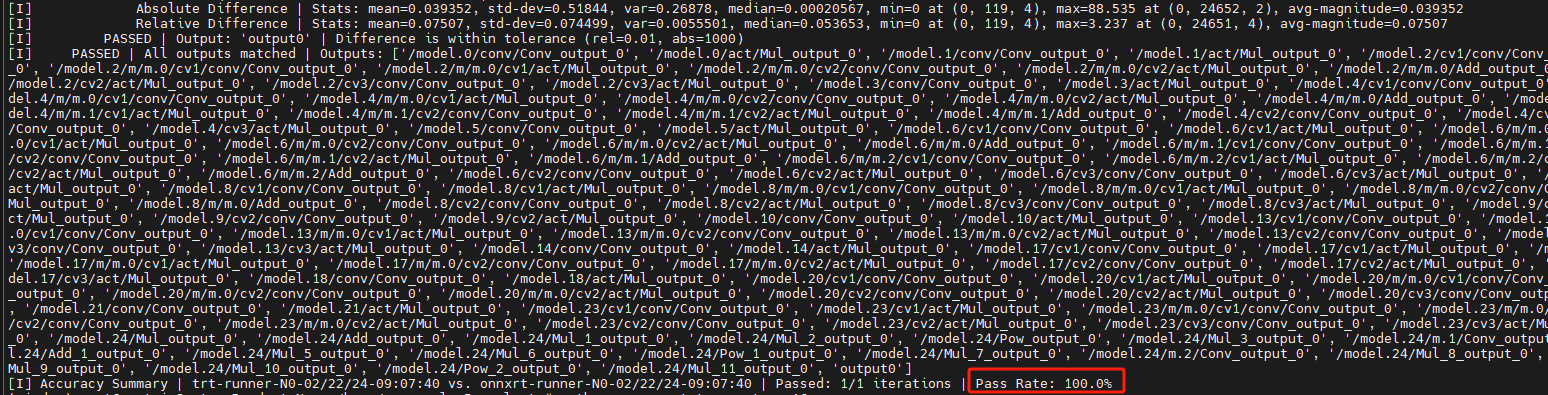 [I]             Absolute Difference | Stats: mean=0.039352, std-dev=0.51844, var=0.26878, median=0.00020567, min=0 at (0, 119, 4), max=88.535 at (0, 24652, 2), avg-magnitude=0.039352
[I]             Relative Difference | Stats: mean=0.07507, std-dev=0.074499, var=0.0055501, median=0.053653, min=0 at (0, 119, 4), max=3.237 at (0, 24651, 4), avg-magnitude=0.07507
[I]         PASSED | Output: 'output0' | Difference is within tolerance (rel=0.01, abs=1000)
[I]     PASSED | All outputs matched | Outputs: ['/model.0/conv/Conv_output_0', '/model.0/act/Mul_output_0', '/model.1/conv/Conv_output_0', '/model.1/act/Mul_output_0', '/model.2/cv1/conv/Conv
_0', '/model.2/m/m.0/cv1/conv/Conv_output_0', '/model.2/m/m.0/cv1/act/Mul_output_0', '/model.2/m/m.0/cv2/conv/Conv_output_0', '/model.2/m/m.0/cv2/act/Mul_output_0', '/model.2/m/m.0/Add_output_0
/model.2/cv2/act/Mul_output_0', '/model.2/cv3/conv/Conv_output_0', '/model.2/cv3/act/Mul_output_0', '/model.3/conv/Conv_output_0', '/model.3/act/Mul_output_0', '/model.4/cv1/conv/Conv_output_0'
del.4/m/m.0/cv1/conv/Conv_output_0', '/model.4/m/m.0/cv1/act/Mul_output_0', '/model.4/m/m.0/cv2/conv/Conv_output_0', '/model.4/m/m.0/cv2/act/Mul_output_0', '/model.4/m/m.0/Add_output_0', '/mode
del.4/m/m.1/cv1/act/Mul_output_0', '/model.4/m/m.1/cv2/conv/Conv_output_0', '/model.4/m/m.1/cv2/act/Mul_output_0', '/model.4/m/m.1/Add_output_0', '/model.4/cv2/conv/Conv_output_0', '/model.4/cv
/Conv_output_0', '/model.4/cv3/act/Mul_output_0', '/model.5/conv/Conv_output_0', '/model.5/act/Mul_output_0', '/model.6/cv1/conv/Conv_output_0', '/model.6/cv1/act/Mul_output_0', '/model.6/m/m.0
.0/cv1/act/Mul_output_0', '/model.6/m/m.0/cv2/conv/Conv_output_0', '/model.6/m/m.0/cv2/act/Mul_output_0', '/model.6/m/m.0/Add_output_0', '/model.6/m/m.1/cv1/conv/Conv_output_0', '/model.6/m/m.1
/cv2/conv/Conv_output_0', '/model.6/m/m.1/cv2/act/Mul_output_0', '/model.6/m/m.1/Add_output_0', '/model.6/m/m.2/cv1/conv/Conv_output_0', '/model.6/m/m.2/cv1/act/Mul_output_0', '/model.6/m/m.2/c
/cv2/act/Mul_output_0', '/model.6/m/m.2/Add_output_0', '/model.6/cv2/conv/Conv_output_0', '/model.6/cv2/act/Mul_output_0', '/model.6/cv3/conv/Conv_output_0', '/model.6/cv3/act/Mul_output_0', '/
act/Mul_output_0', '/model.8/cv1/conv/Conv_output_0', '/model.8/cv1/act/Mul_output_0', '/model.8/m/m.0/cv1/conv/Conv_output_0', '/model.8/m/m.0/cv1/act/Mul_output_0', '/model.8/m/m.0/cv2/conv/C
Mul_output_0', '/model.8/m/m.0/Add_output_0', '/model.8/cv2/conv/Conv_output_0', '/model.8/cv2/act/Mul_output_0', '/model.8/cv3/conv/Conv_output_0', '/model.8/cv3/act/Mul_output_0', '/model.9/c
ct/Mul_output_0', '/model.9/cv2/conv/Conv_output_0', '/model.9/cv2/act/Mul_output_0', '/model.10/conv/Conv_output_0', '/model.10/act/Mul_output_0', '/model.13/cv1/conv/Conv_output_0', '/model.1
.0/cv1/conv/Conv_output_0', '/model.13/m/m.0/cv1/act/Mul_output_0', '/model.13/m/m.0/cv2/conv/Conv_output_0', '/model.13/m/m.0/cv2/act/Mul_output_0', '/model.13/cv2/conv/Conv_output_0', '/model
v3/conv/Conv_output_0', '/model.13/cv3/act/Mul_output_0', '/model.14/conv/Conv_output_0', '/model.14/act/Mul_output_0', '/model.17/cv1/conv/Conv_output_0', '/model.17/cv1/act/Mul_output_0', '/m
'/model.17/m/m.0/cv1/act/Mul_output_0', '/model.17/m/m.0/cv2/conv/Conv_output_0', '/model.17/m/m.0/cv2/act/Mul_output_0', '/model.17/cv2/conv/Conv_output_0', '/model.17/cv2/act/Mul_output_0', '
del.17/cv3/act/Mul_output_0', '/model.18/conv/Conv_output_0', '/model.18/act/Mul_output_0', '/model.20/cv1/conv/Conv_output_0', '/model.20/cv1/act/Mul_output_0', '/model.20/m/m.0/cv1/conv/Conv
_output_0', '/model.20/m/m.0/cv2/conv/Conv_output_0', '/model.20/m/m.0/cv2/act/Mul_output_0', '/model.20/cv2/conv/Conv_output_0', '/model.20/cv2/act/Mul_output_0', '/model.20/cv3/conv/Conv_outp
, '/model.21/conv/Conv_output_0', '/model.21/act/Mul_output_0', '/model.23/cv1/conv/Conv_output_0', '/model.23/cv1/act/Mul_output_0', '/model.23/m/m.0/cv1/conv/Conv_output_0', '/model.23/m/m.0/
/cv2/conv/Conv_output_0', '/model.23/m/m.0/cv2/act/Mul_output_0', '/model.23/cv2/conv/Conv_output_0', '/model.23/cv2/act/Mul_output_0', '/model.23/cv3/conv/Conv_output_0', '/model.23/cv3/act/Mu
_0', '/model.24/Mul_output_0', '/model.24/Add_output_0', '/model.24/Mul_1_output_0', '/model.24/Mul_2_output_0', '/model.24/Pow_output_0', '/model.24/Mul_3_output_0', '/model.24/m.1/Conv_output
l.24/Add_1_output_0', '/model.24/Mul_5_output_0', '/model.24/Mul_6_output_0', '/model.24/Pow_1_output_0', '/model.24/Mul_7_output_0', '/model.24/m.2/Conv_output_0', '/model.24/Mul_8_output_0', 
Mul_9_output_0', '/model.24/Pow_2_output_0', '/model.24/Mul_11_output_0', 'output0']
[I] Accuracy Summary | trt-runner-N0-02/22/24-09:07:40 vs. onnxrt-runner-N0-02/22/24-09:07:40 | Passed: 1/1 iterations | Pass Rate: 100.0%